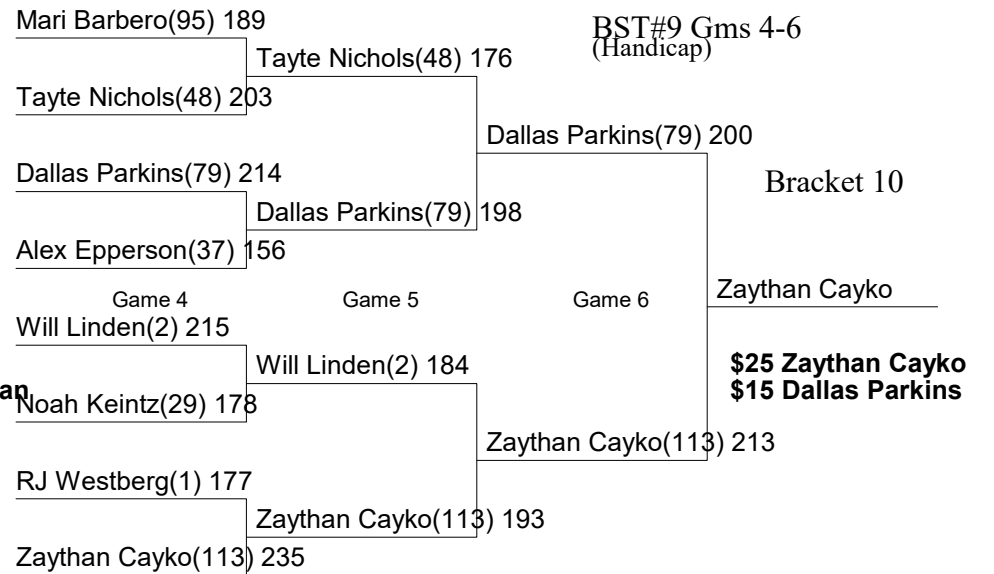 Mari Barbero(95) 189
BST#9 Gms 4-6
(Handicap)
Tayte Nichols(48) 176
Tayte Nichols(48) 203
Dallas Parkins(79) 200
Dallas Parkins(79) 214
Bracket 10
Dallas Parkins(79) 198
Alex Epperson(37) 156
Game 4
Game 5
Game 6
Zaythan Cayko
Will Linden(2) 215
Will Linden(2) 184
$25 Zaythan Cayko
$15 Dallas Parkins
an
Noah Keintz(29) 178
Zaythan Cayko(113) 213
RJ Westberg(1) 177
Zaythan Cayko(113) 193
Zaythan Cayko(113) 235